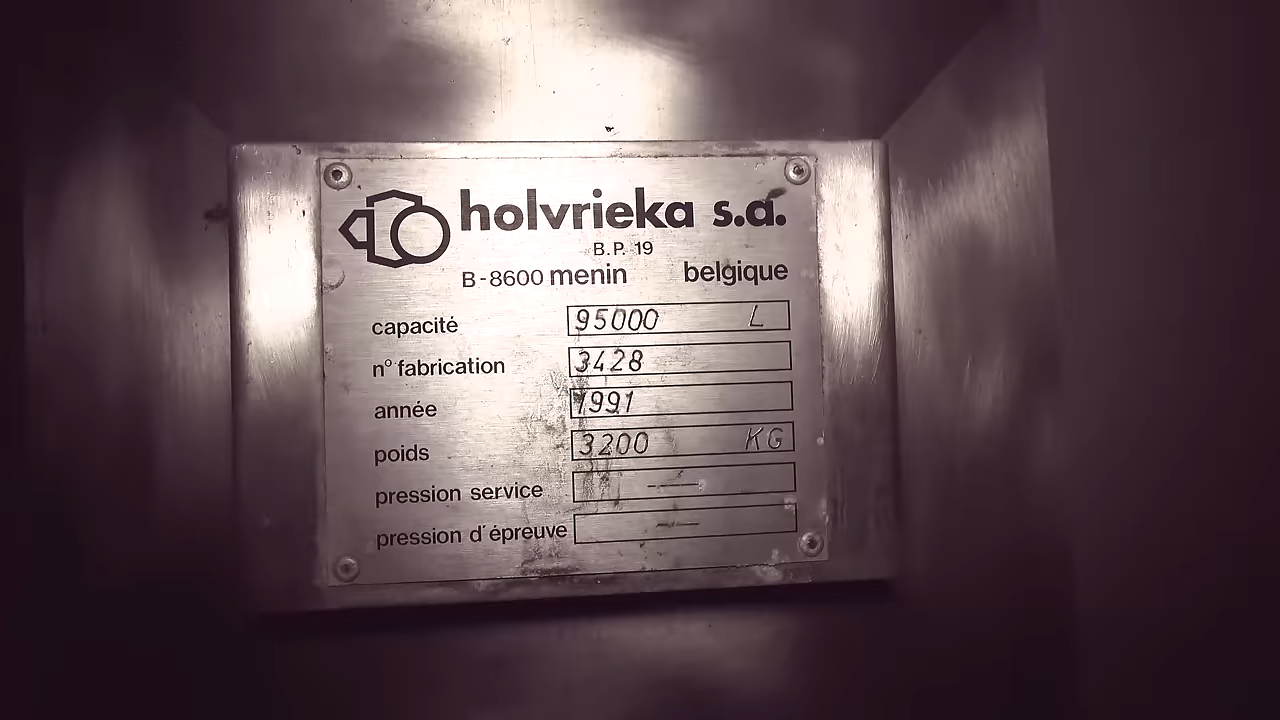 holvrieka s.a.
B.P. 19
B-8600 menin belgique
capacité 95000 L
n° fabrication 3428
année 1991
poids 3200 KG
pression service —
pression d'épreuve —